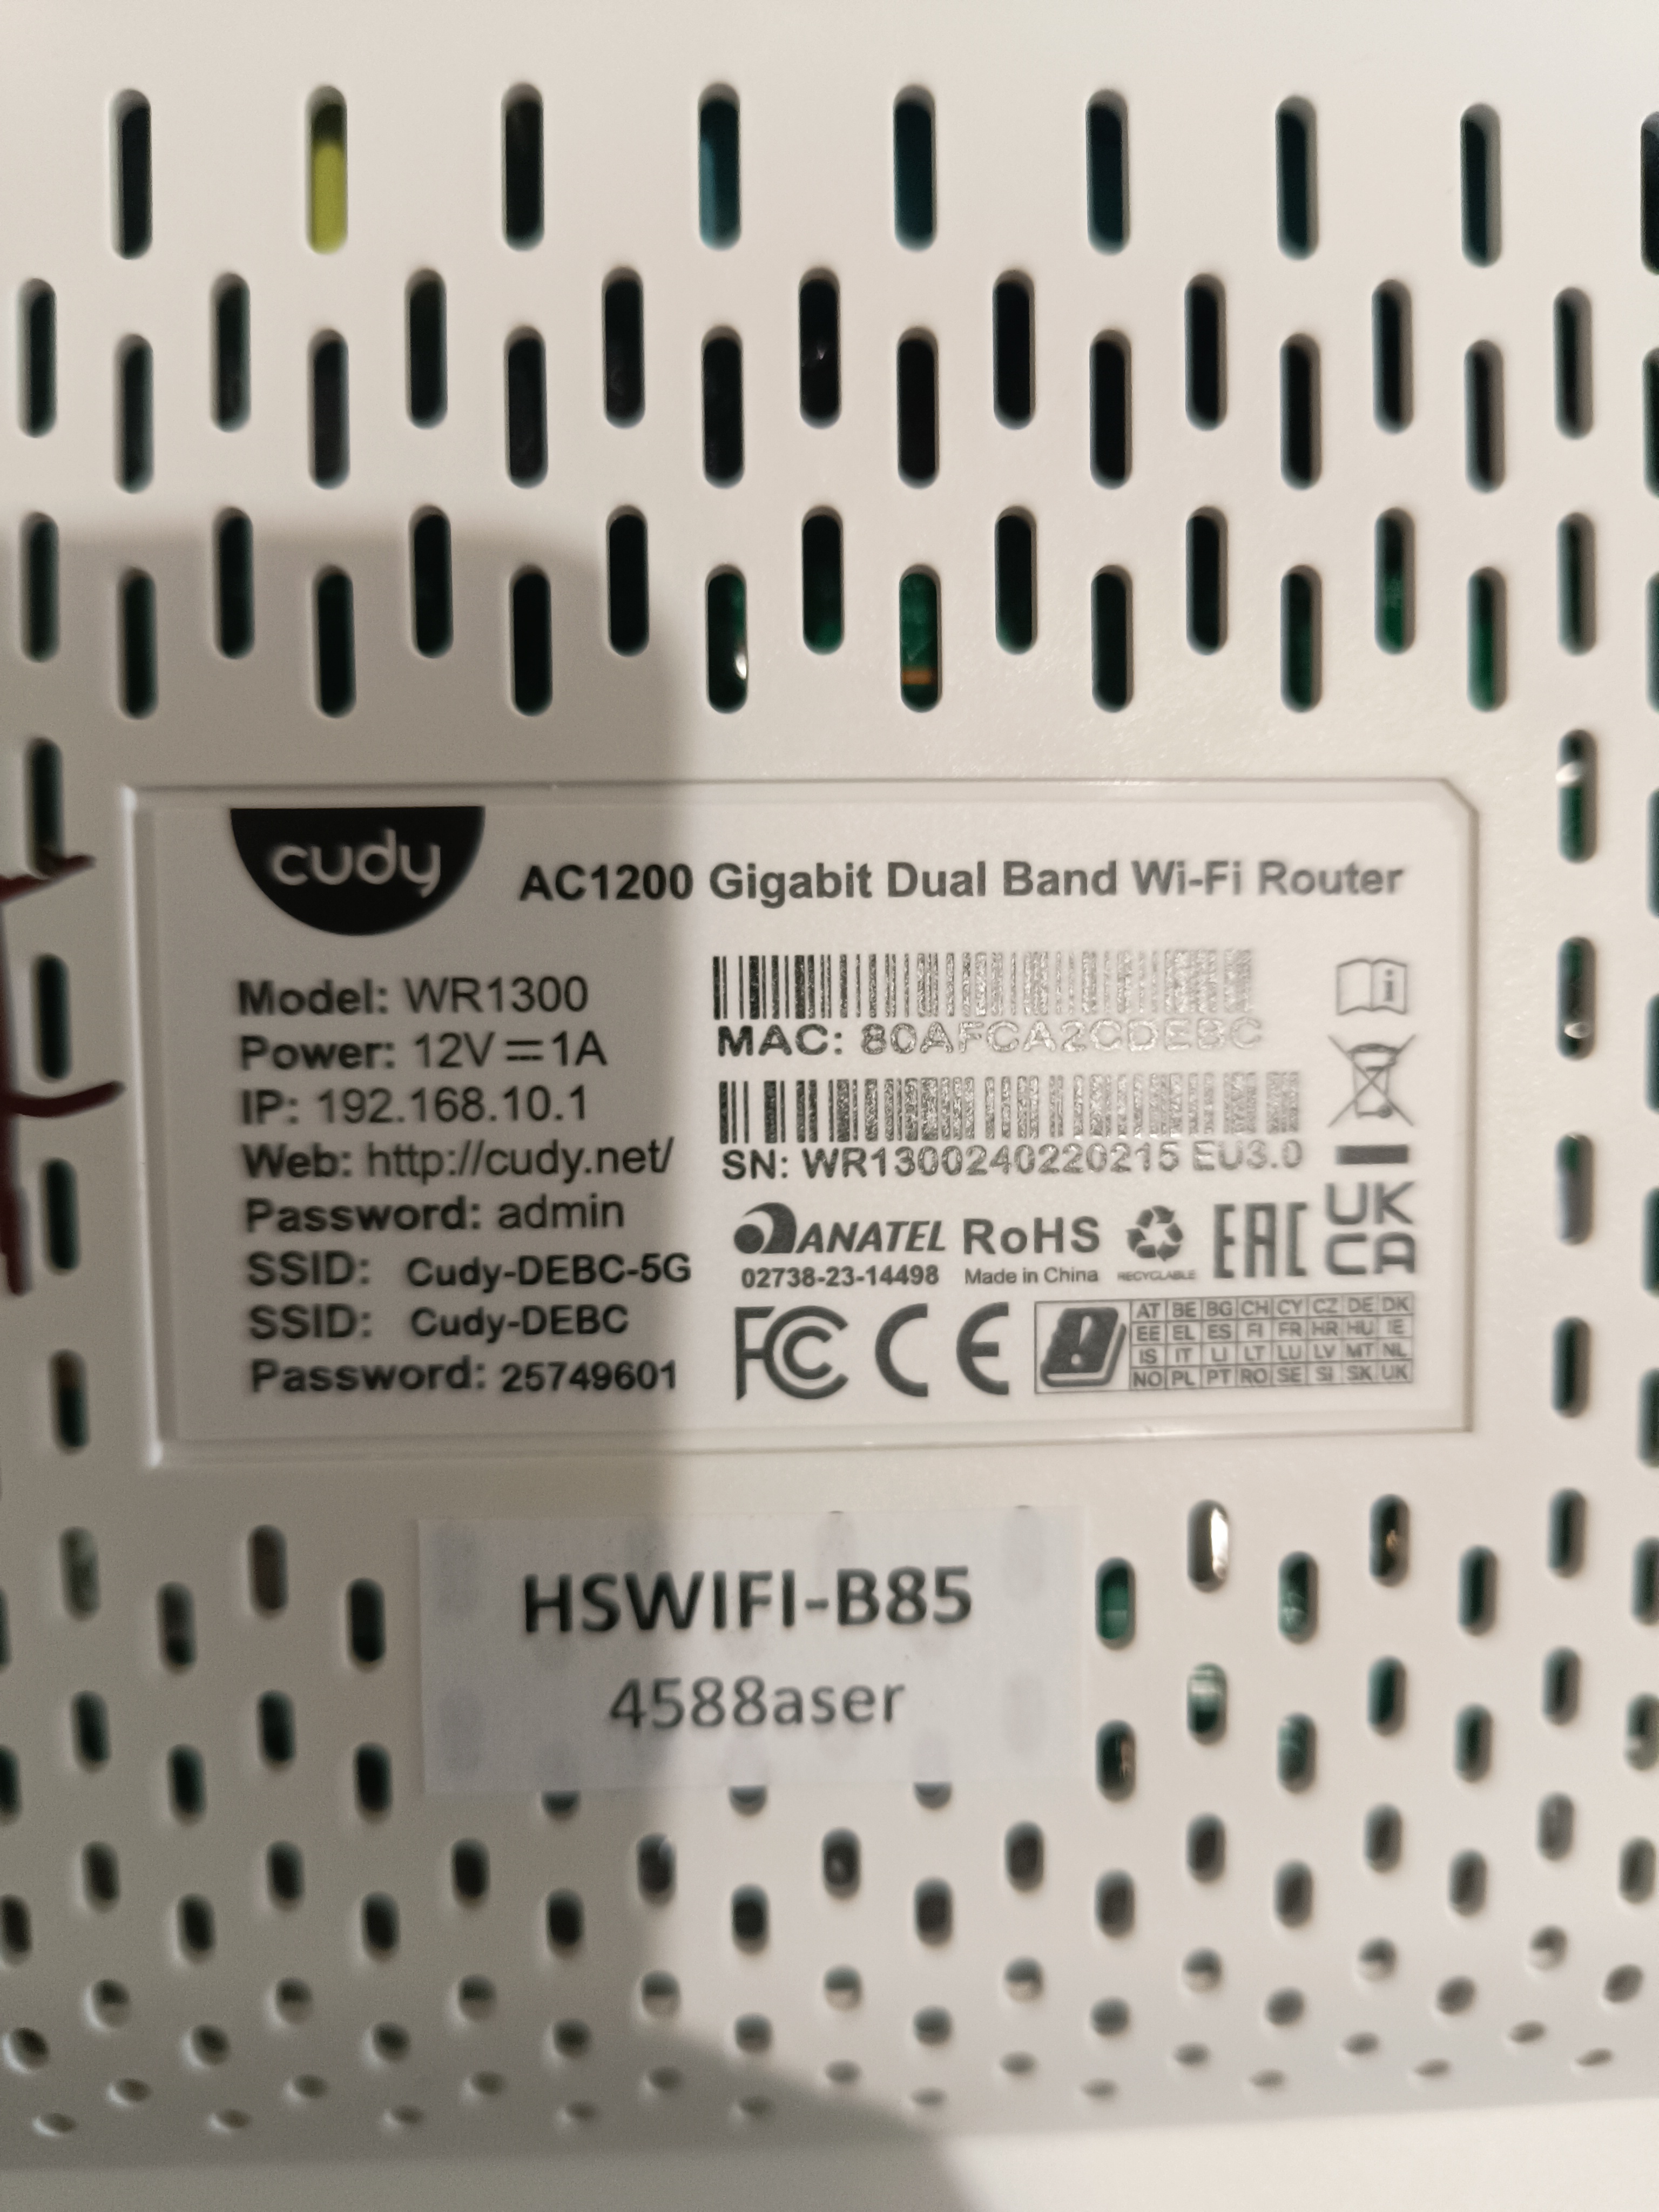 cudy
AC1200 Gigabit Dual Band Wi-Fi Router
Model: WR1300
Power: 12V⎓1A
IP: 192.168.10.1
Web: http://cudy.net/
Password: admin
SSID: Cudy-DEBC-5G
SSID: Cudy-DEBC
Password: 25749601
MAC: 80AFCA2CDEBC
SN: WR1300240220215 EU3.0
ANATEL RoHS
02738-23-14498 Made in China RECYCLABLE
EAC
UK
CA
FC CE
AT BE BG CH CY CZ DE DK
EE EL ES FI FR HR HU IE
IS IT LI LT LU LV MT NL
NO PL PT RO SE SI SK UK
HSWIFI-B85
4588aser